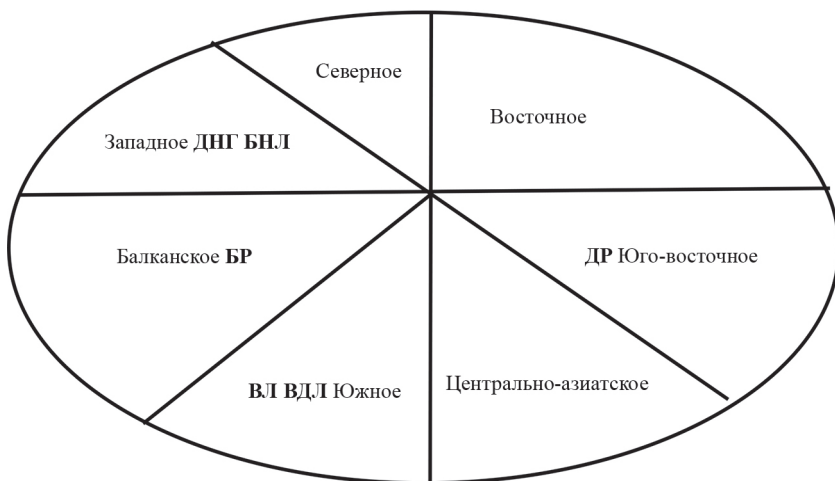 Северное
Восточное
Западное ДНГ БНЛ
Балканское БР
ДР Юго-восточное
ВЛ ВДЛ Южное
Центрально-азиатское